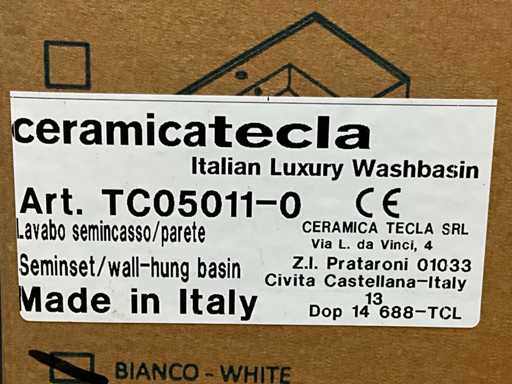 ceramicatecla
Italian Luxury Washbasin
Art. TC05011-0 CE
Lavabo semincasso/parete
Seminset/wall-hung basin
Made in Italy
CERAMICA TECLA SRL
Via L. da Vinci, 4
Z.I. Prataroni 01033
Civita Castellana-Italy
13
Dop 14 688-TCL
BIANCO - WHITE